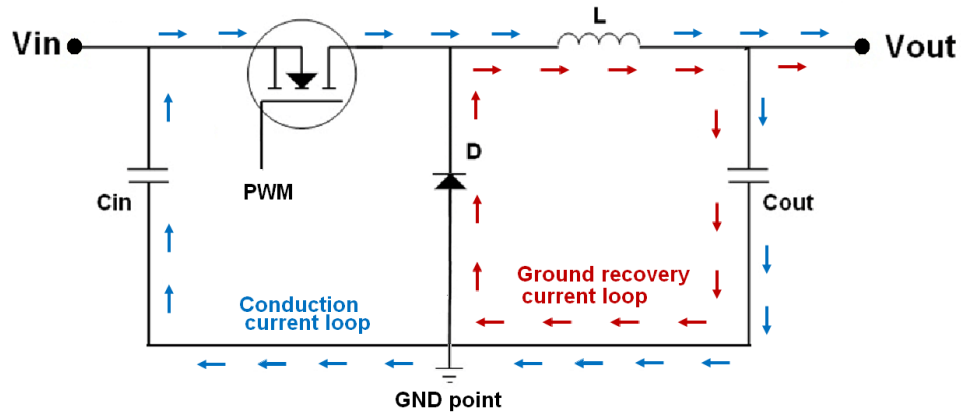 L
Vin
Vout
D
PWM
Cin
Cout
Ground recovery
current loop
Conduction
current loop
GND point